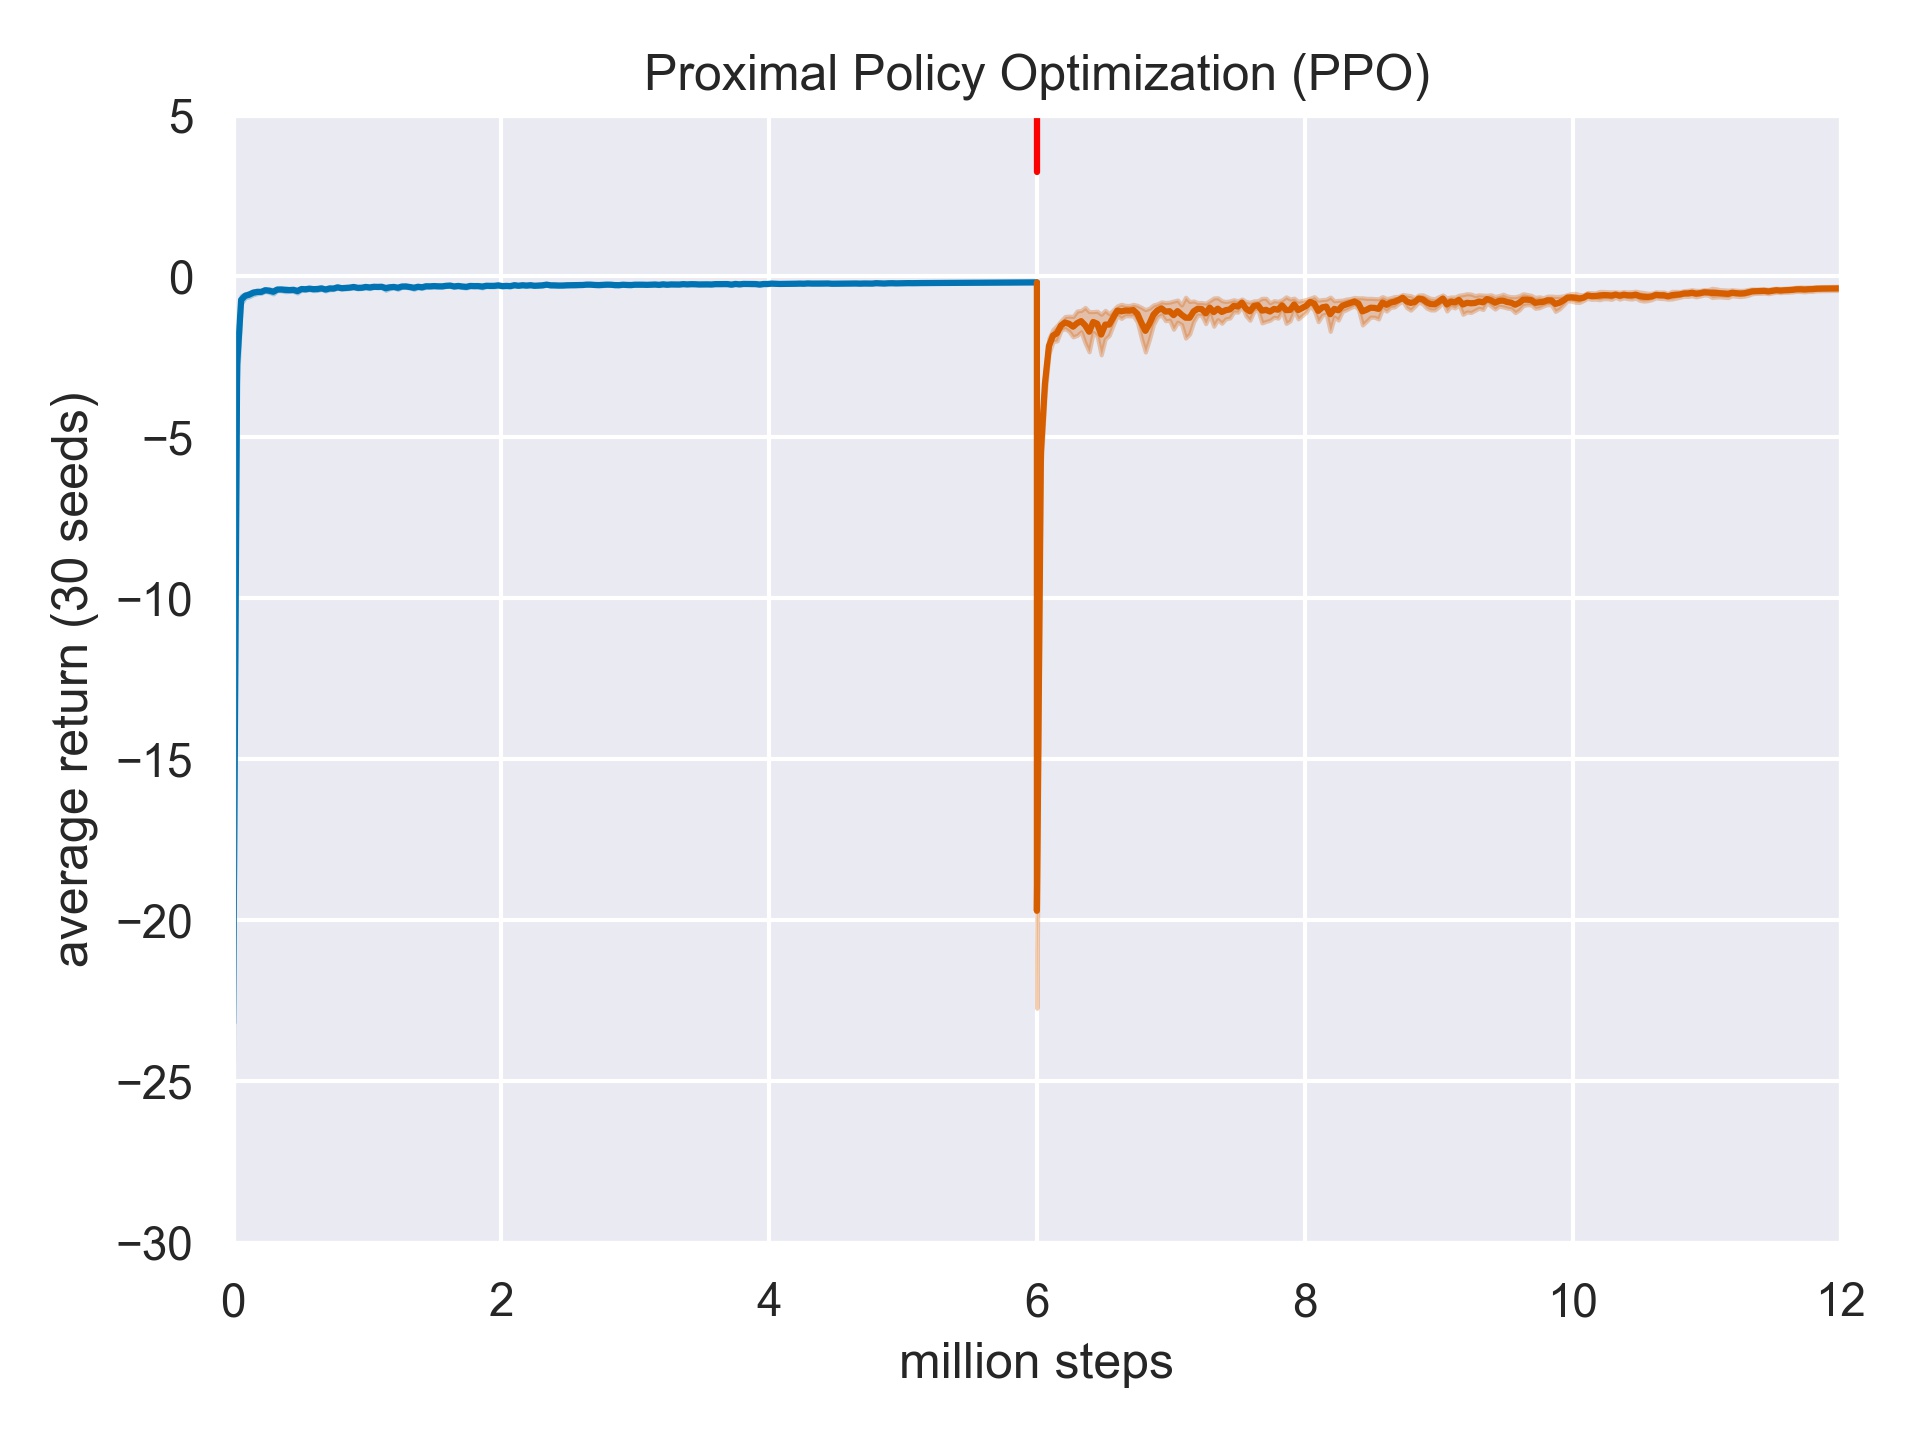 Proximal Policy Optimization (PPO)
5
0
−5
−10
−15
−20
−25
−30
average return (30 seeds)
0 2 4 6 8 10 12
million steps